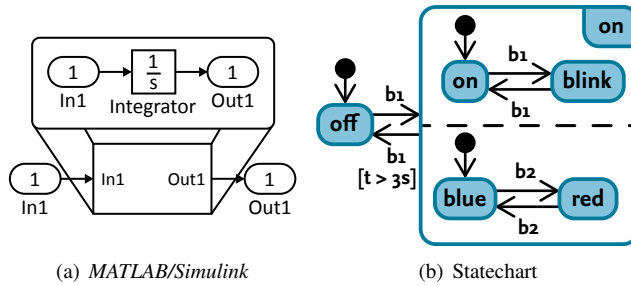 1
In1
1
s
Integrator
1
Out1
1
In1
In1
Out1
1
Out1
(a) MATLAB/Simulink
on
on
b1
b1
blink
off
b1
b1
[t > 3s]
blue
b2
b2
red
(b) Statechart